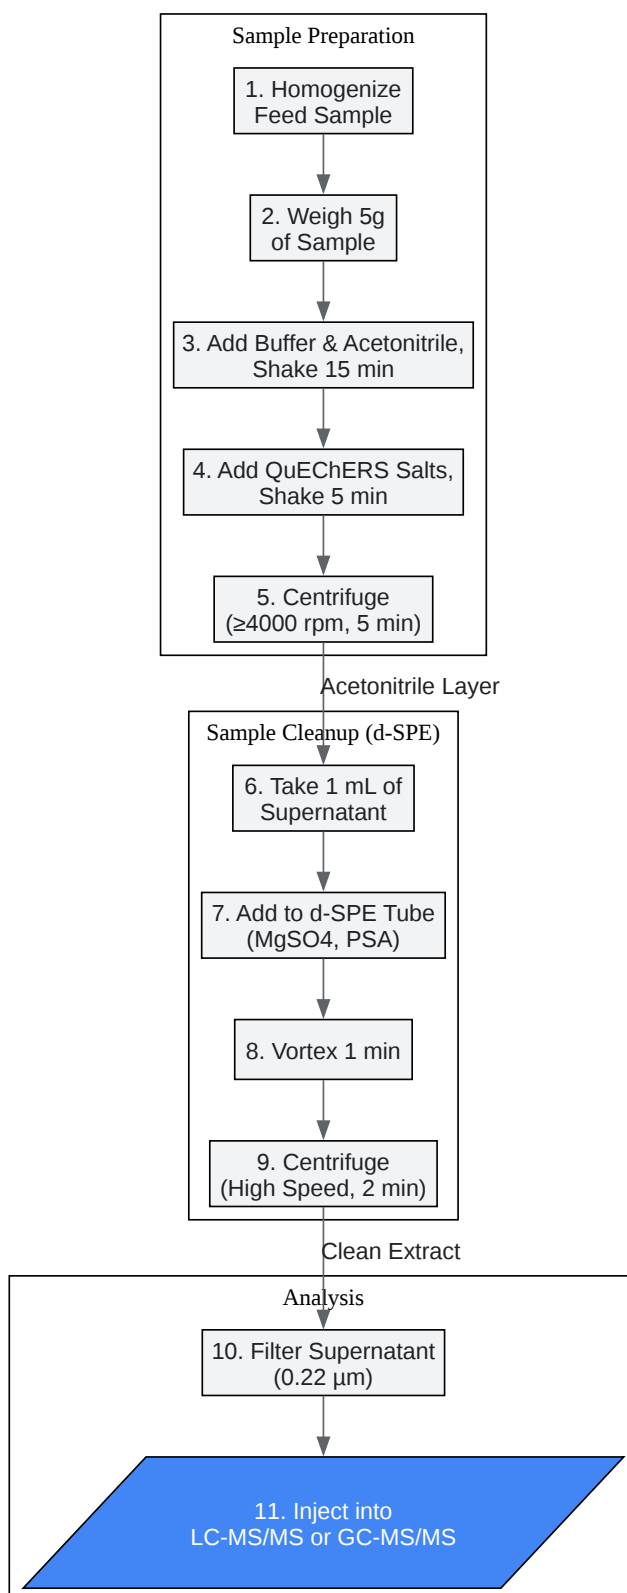 Sample Preparation
1. Homogenize
Feed Sample
2. Weigh 5g
of Sample
3. Add Buffer & Acetonitrile,
Shake 15 min
4. Add QuEChERS Salts,
Shake 5 min
5. Centrifuge
(≥4000 rpm, 5 min)
Acetonitrile Layer
Sample Cleanup (d-SPE)
6. Take 1 mL of
Supernatant
7. Add to d-SPE Tube
(MgSO4, PSA)
8. Vortex 1 min
9. Centrifuge
(High Speed, 2 min)
Clean Extract
Analysis
10. Filter Supernatant
(0.22 µm)
11. Inject into
LC-MS/MS or GC-MS/MS